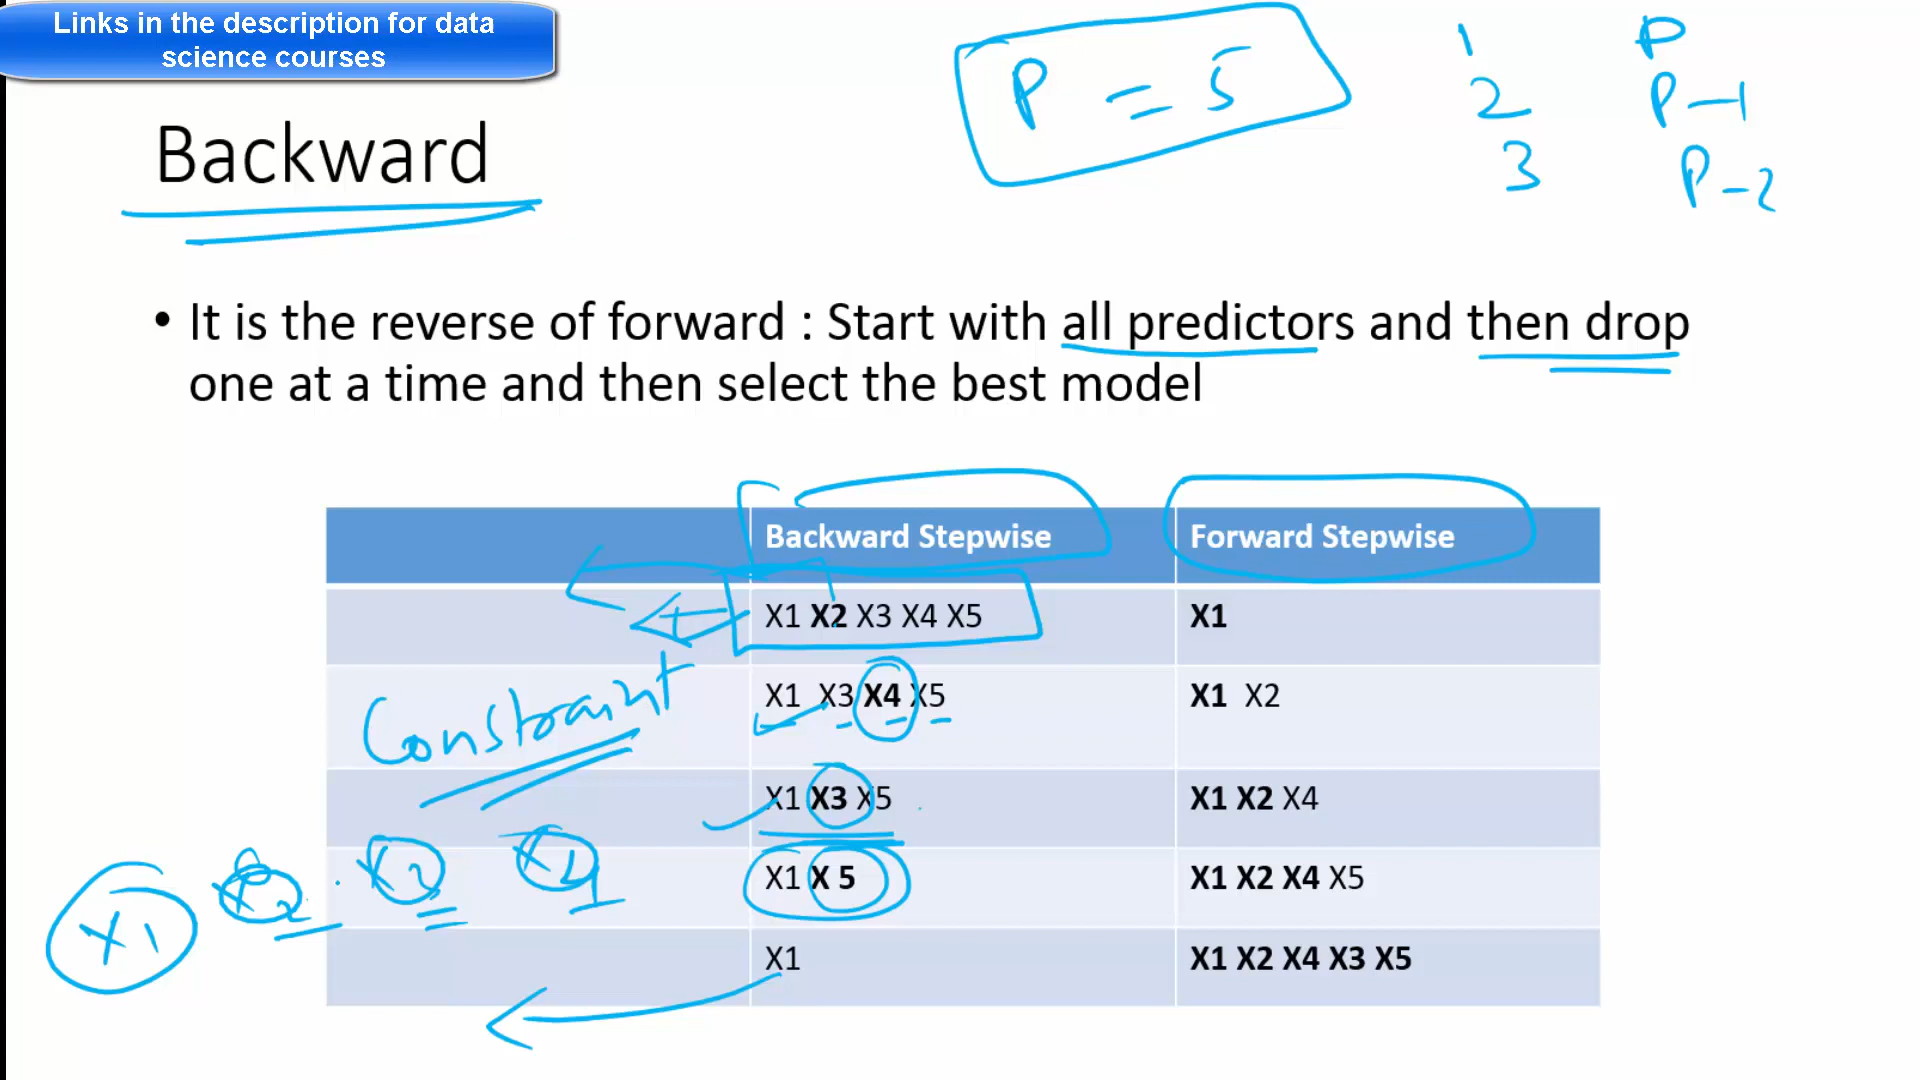 Links in the description for data
science courses
P = 5
1 P
2 P-1
3 P-2
Backward
• It is the reverse of forward : Start with all predictors and then drop
one at a time and then select the best model
Backward Stepwise Forward Stepwise
X1 X2 X3 X4 X5 X1
X1 X3 X4 X5 X1 X2
Constraint
X1 X3 X5 X1 X2 X4
X1 X 5 X1 X2 X4 X5
X1 X2
X1 X1 X2 X4 X3 X5